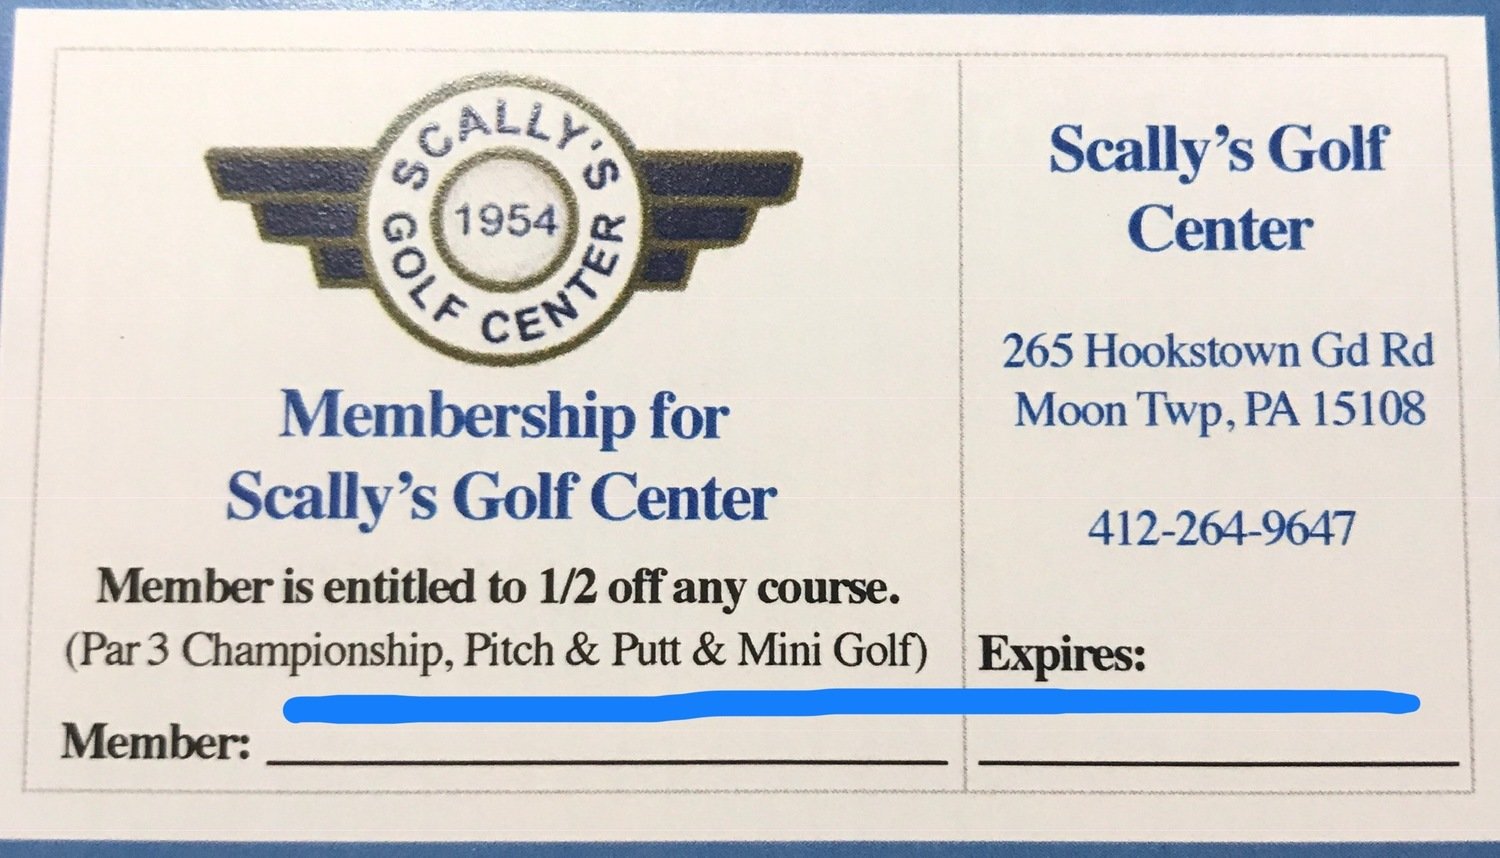 SCALLY'S
1954
GOLF CENTER
Membership for
Scally's Golf Center
Member is entitled to 1/2 off any course.
(Par 3 Championship, Pitch & Putt & Mini Golf)
Member:
Scally's Golf
Center
265 Hookstown Gd Rd
Moon Twp, PA 15108
412-264-9647
Expires: